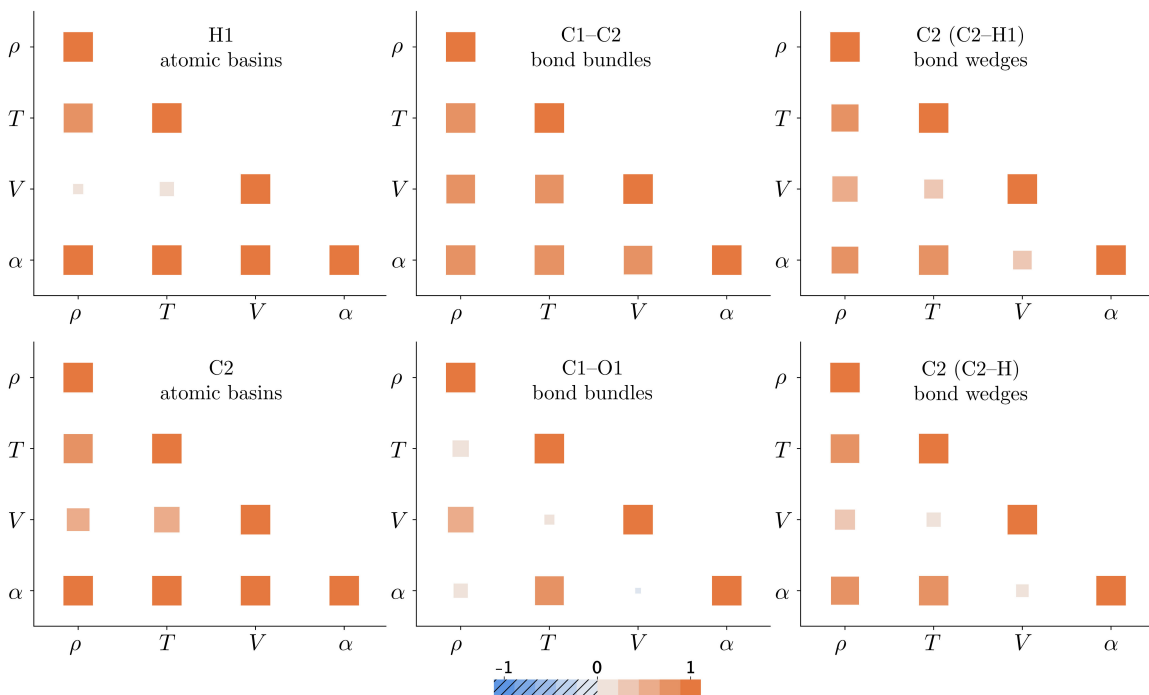 H1
atomic basins
ρ
T
V
α
ρ T V α
C1–C2
bond bundles
ρ T V α
C2 (C2–H1)
bond wedges
ρ T V α
C2
atomic basins
ρ
T
V
α
ρ T V α
C1–O1
bond bundles
ρ T V α
C2 (C2–H)
bond wedges
ρ T V α
-1 0 1